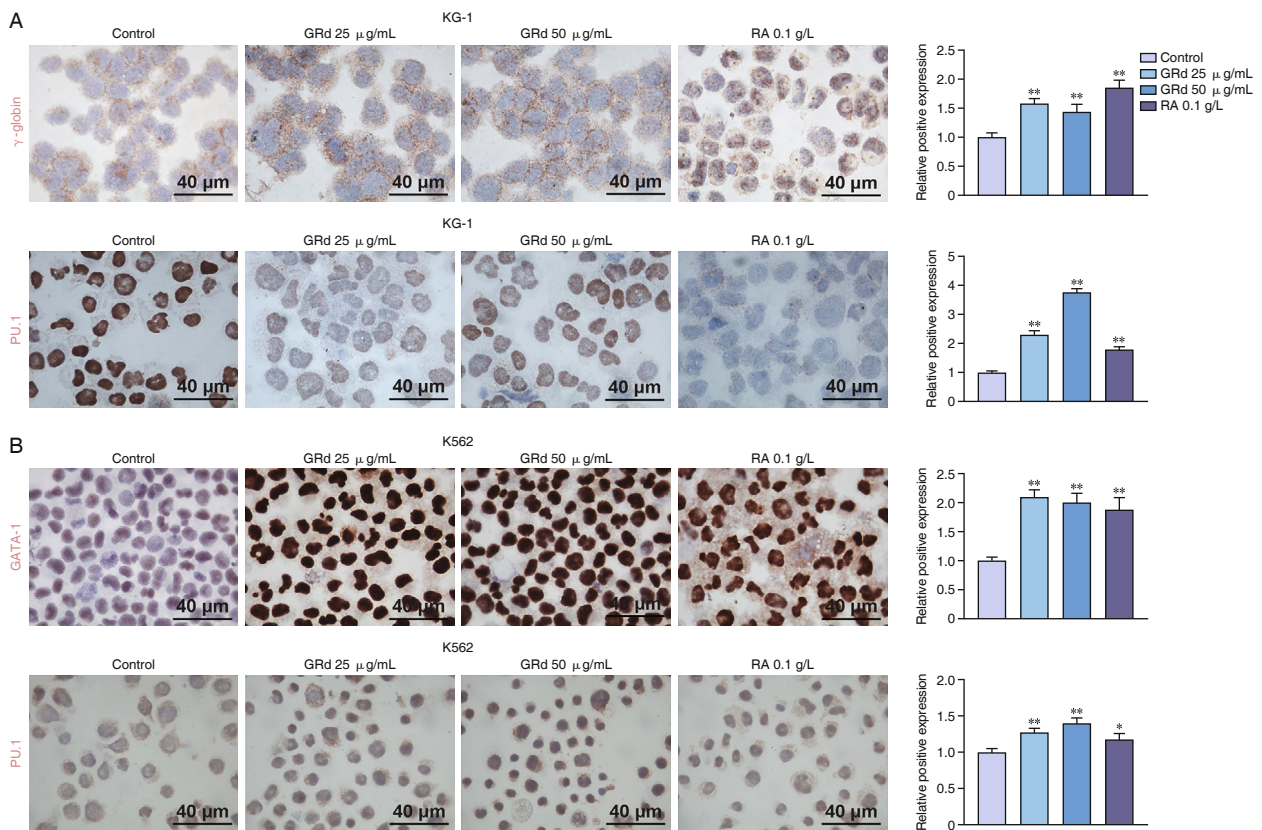 A
KG-1
Control
GRd 25 μg/mL
GRd 50 μg/mL
RA 0.1 g/L
γ-globin
40 µm
40 µm
40 µm
40 µm
Relative positive expression
2.5
2.0
1.5
1.0
0.5
0
**
**
**
Control
GRd 25 μg/mL
GRd 50 μg/mL
RA 0.1 g/L
KG-1
Control
GRd 25 μg/mL
GRd 50 μg/mL
RA 0.1 g/L
PU.1
40 µm
40 µm
40 µm
40 µm
Relative positive expression
5
4
3
2
1
0
**
**
**
B
K562
Control
GRd 25 μg/mL
GRd 50 μg/mL
RA 0.1 g/L
GATA-1
40 µm
40 µm
40 µm
40 µm
Relative positive expression
2.5
2.0
1.5
1.0
0.5
0
**
**
**
K562
Control
GRd 25 μg/mL
GRd 50 μg/mL
RA 0.1 g/L
PU.1
40 µm
40 µm
40 µm
40 µm
Relative positive expression
2.0
1.5
1.0
0.5
0
**
**
*